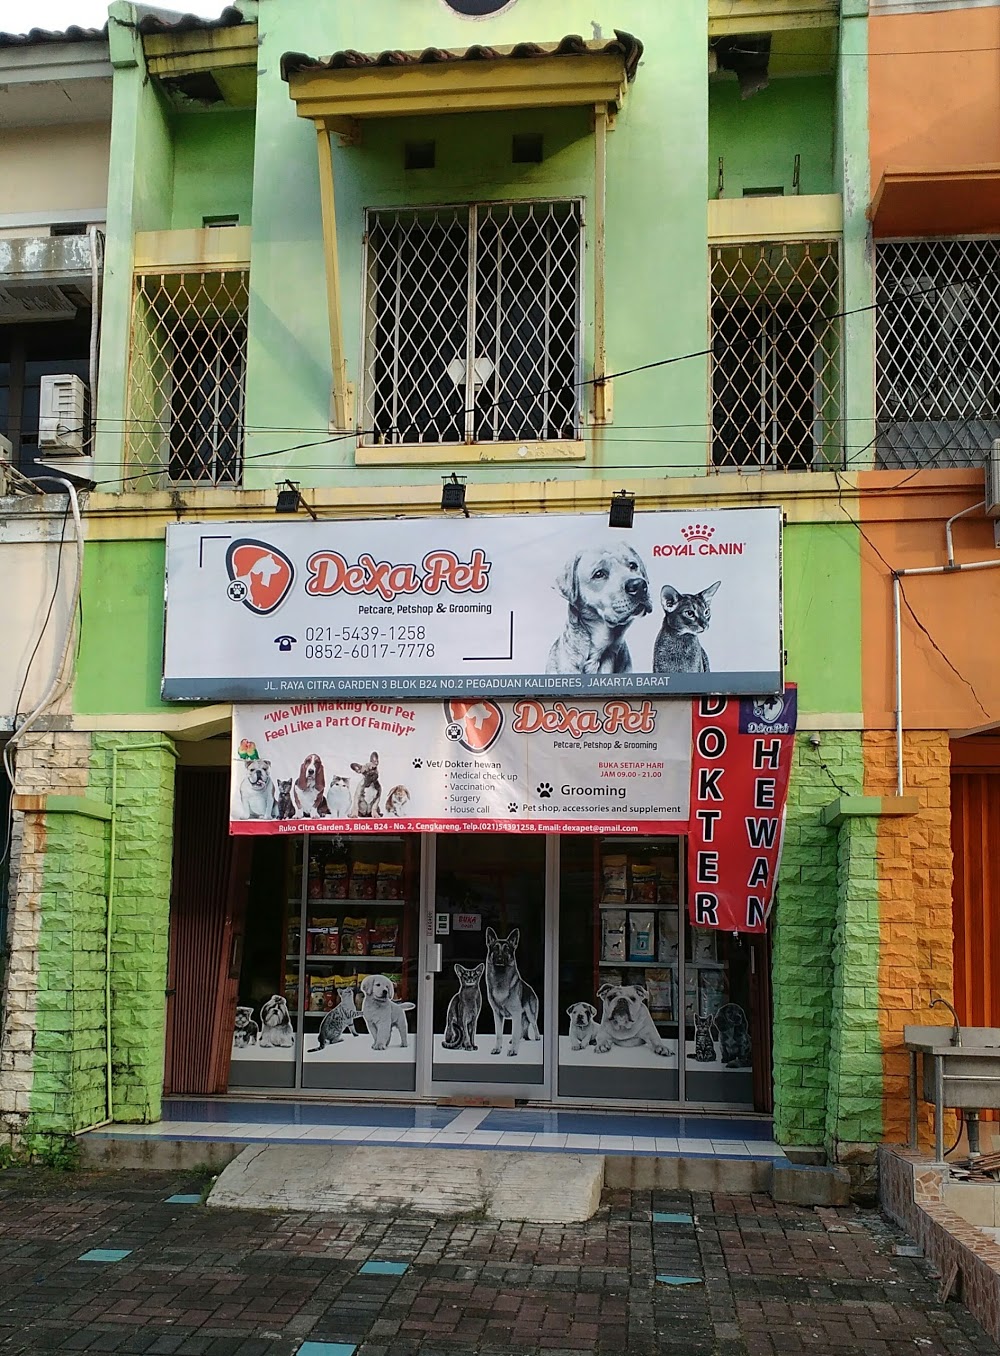 DeXa Pet
Petcare, Petshop & Grooming
021-5439-1258
0852-6017-7778
ROYAL CANIN
JL. RAYA CITRA GARDEN 3 BLOK B24 NO.2 PEGADUAN KALIDERES, JAKARTA BARAT
"We Will Making Your Pet
Feel Like a Part Of Family!"
DeXa Pet
Petcare, Petshop & Grooming
Vet/ Dokter hewan
• Medical check up
• Vaccination
• Surgery
• House call
BUKA SETIAP HARI
JAM 09.00 - 21.00
Grooming
Pet shop, accessories and supplement
Ruko Citra Garden 3, Blok. B24 - No. 2, Cengkareng, Telp.(021)54391258, Email: dexapet@gmail.com
DOKTER
HEWAN
DeXa Pet
BUKA